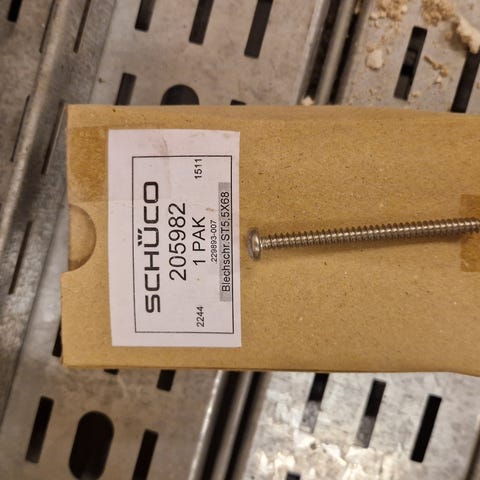 SCHÜCO
205982
1 PAK
229893-007
2244 1511
Blechschr.ST5,5X68